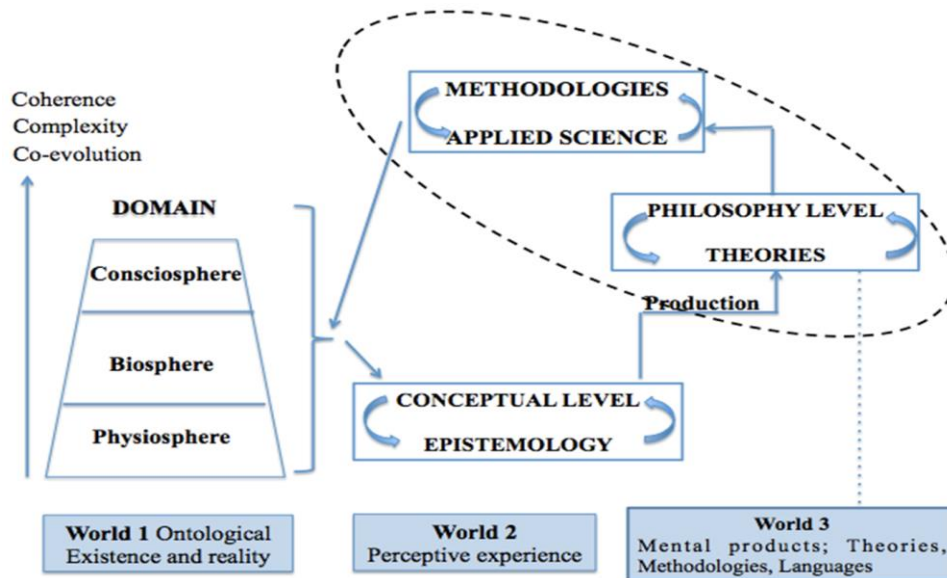 Coherence
Complexity
Co-evolution
DOMAIN
Consciosphere
Biosphere
Physiosphere
METHODOLOGIES
APPLIED SCIENCE
PHILOSOPHY LEVEL
THEORIES
Production
CONCEPTUAL LEVEL
EPISTEMOLOGY
World 1 Ontological
Existence and reality
World 2
Perceptive experience
World 3
Mental products; Theories,
Methodologies, Languages